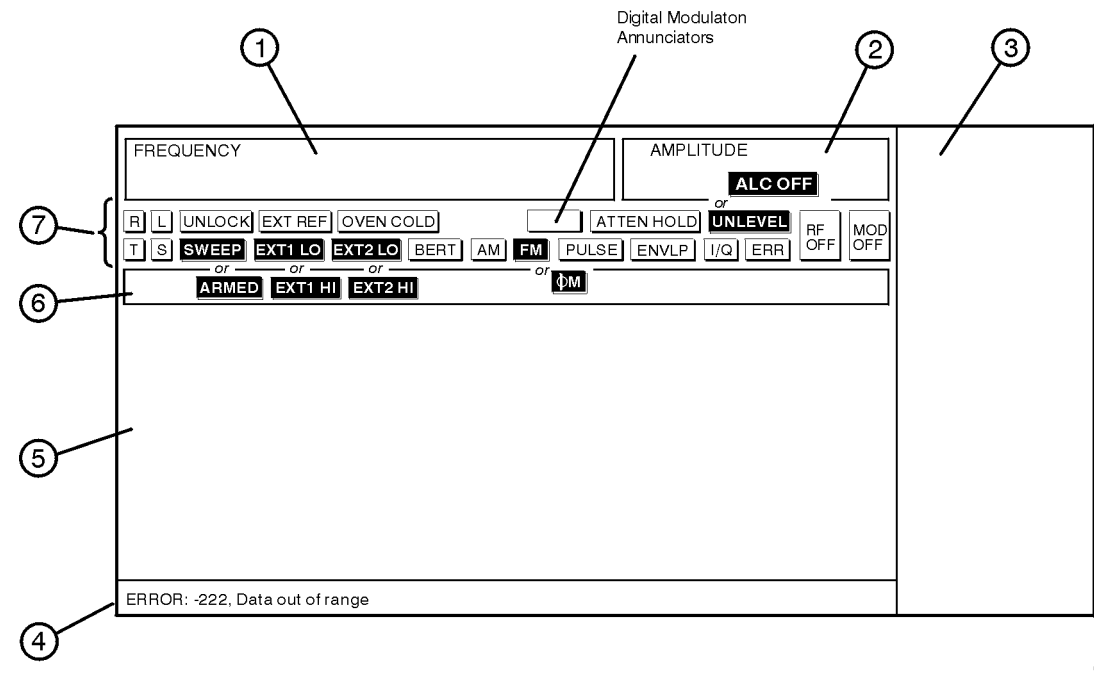 Digital Modulaton
Annunciators
1
2
3
FREQUENCY
AMPLITUDE
ALC OFF
or
7
R L UNLOCK EXT REF OVEN COLD ATTEN HOLD UNLEVEL RF OFF MOD OFF
T S SWEEP EXT1 LO EXT2 LO BERT AM FM PULSE ENVLP I/Q ERR
or or or or
6
ARMED EXT1 HI EXT2 HI ΦM
5
ERROR: -222, Data out of range
4